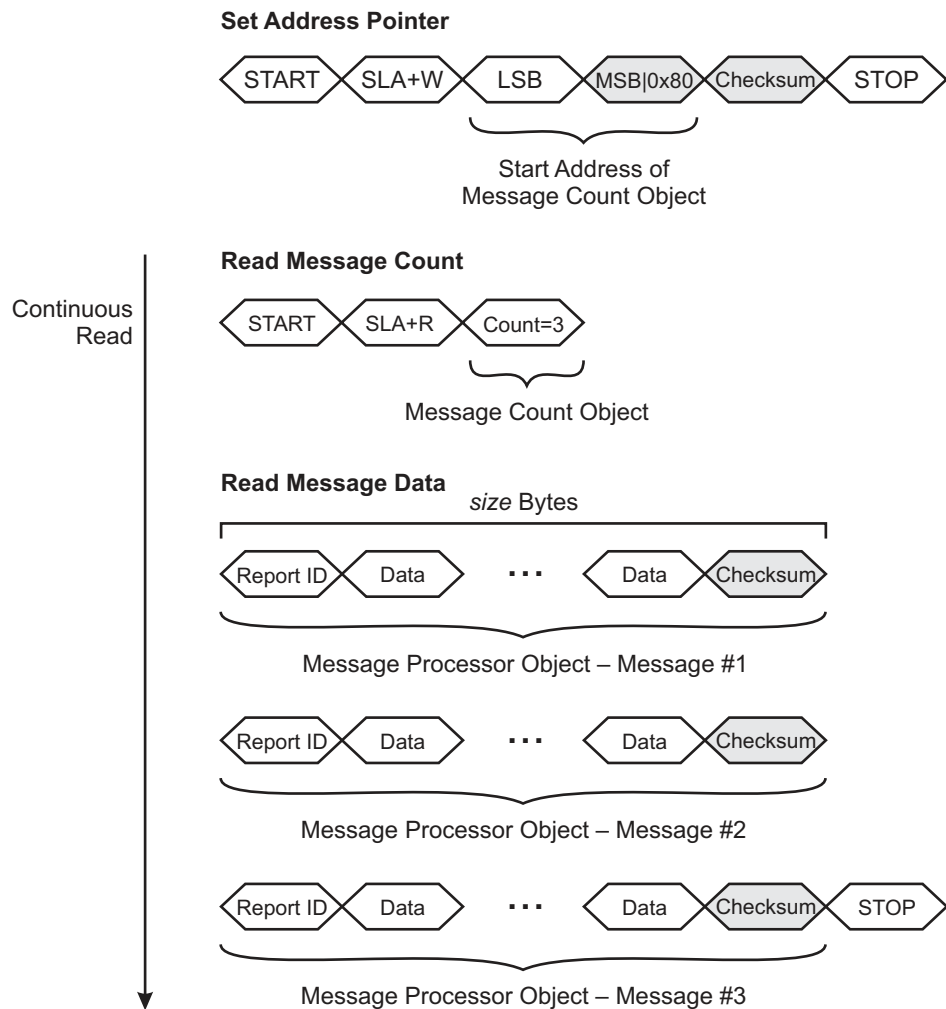 Set Address Pointer
START SLA+W LSB MSB|0x80 Checksum STOP
Start Address of
Message Count Object
Read Message Count
Continuous
Read
START SLA+R Count=3
Message Count Object
Read Message Data
size Bytes
Report ID Data ... Data Checksum
Message Processor Object – Message #1
Report ID Data ... Data Checksum
Message Processor Object – Message #2
Report ID Data ... Data Checksum STOP
Message Processor Object – Message #3